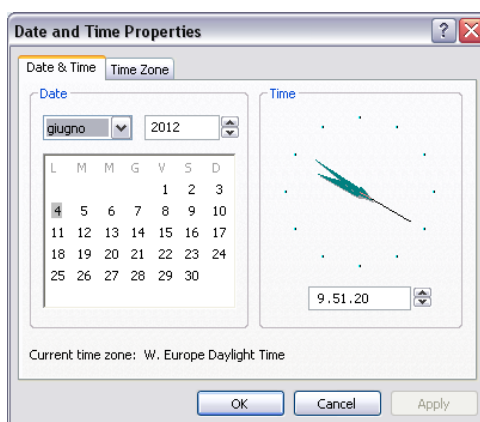 Date and Time Properties
Date & Time Time Zone
Date
giugno 2012
L M M G V S D
1 2 3
4 5 6 7 8 9 10
11 12 13 14 15 16 17
18 19 20 21 22 23 24
25 26 27 28 29 30
Time
9.51.20
Current time zone: W. Europe Daylight Time
OK Cancel Apply